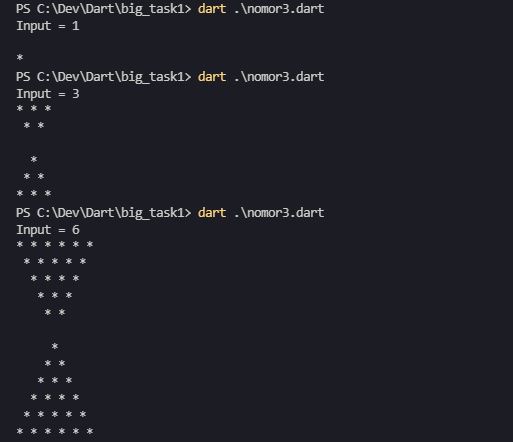 PS C:\Dev\Dart\big_task1> dart .\nomor3.dart
Input = 1

*
PS C:\Dev\Dart\big_task1> dart .\nomor3.dart
Input = 3
* * *
 * *

  *
 * *
* * *
PS C:\Dev\Dart\big_task1> dart .\nomor3.dart
Input = 6
* * * * * *
 * * * * *
  * * * *
   * * *
    * *

     *
    * *
   * * *
  * * * *
 * * * * *
* * * * * *